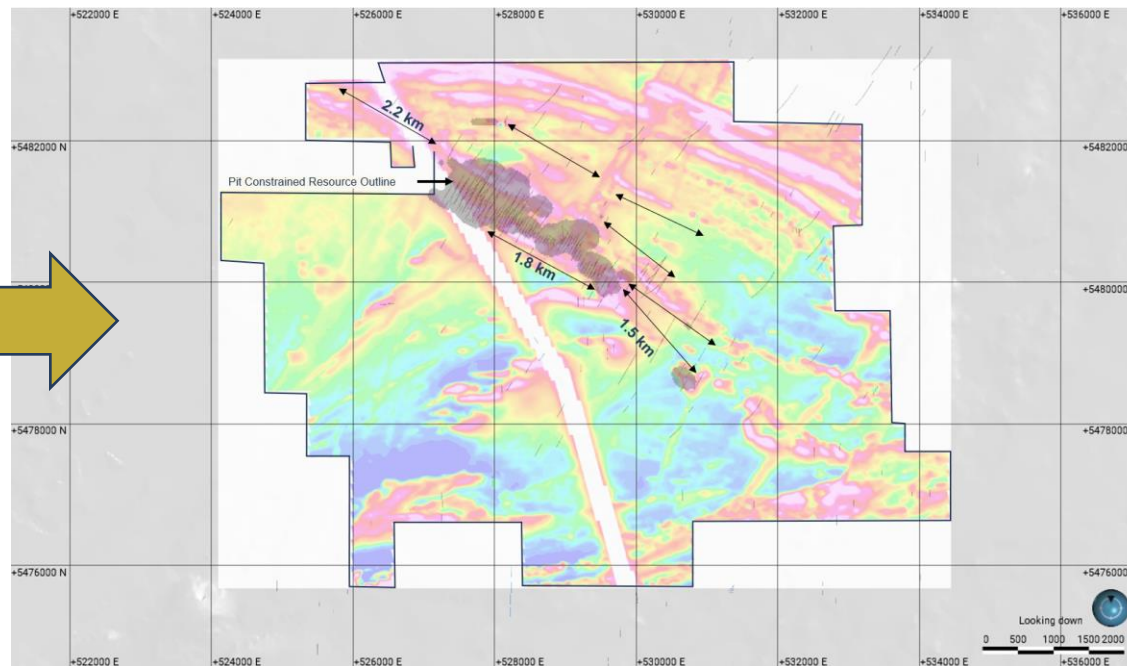 +522000 E
+524000 E
+526000 E
+528000 E
+530000 E
+532000 E
+534000 E
+536000 E
2.2 km
+5482000 N
+5482000
Pit Constrained Resource Outline
1.8 km
+5480000
1.5 km
+5478000 N
+5478000
+5476000 N
+5476000
Looking down
0 500 1000 1500 2000
+522000 E
+524000 E
+526000 E
+528000 E
+530000 E
+532000 E
+534000 E
+536000 E